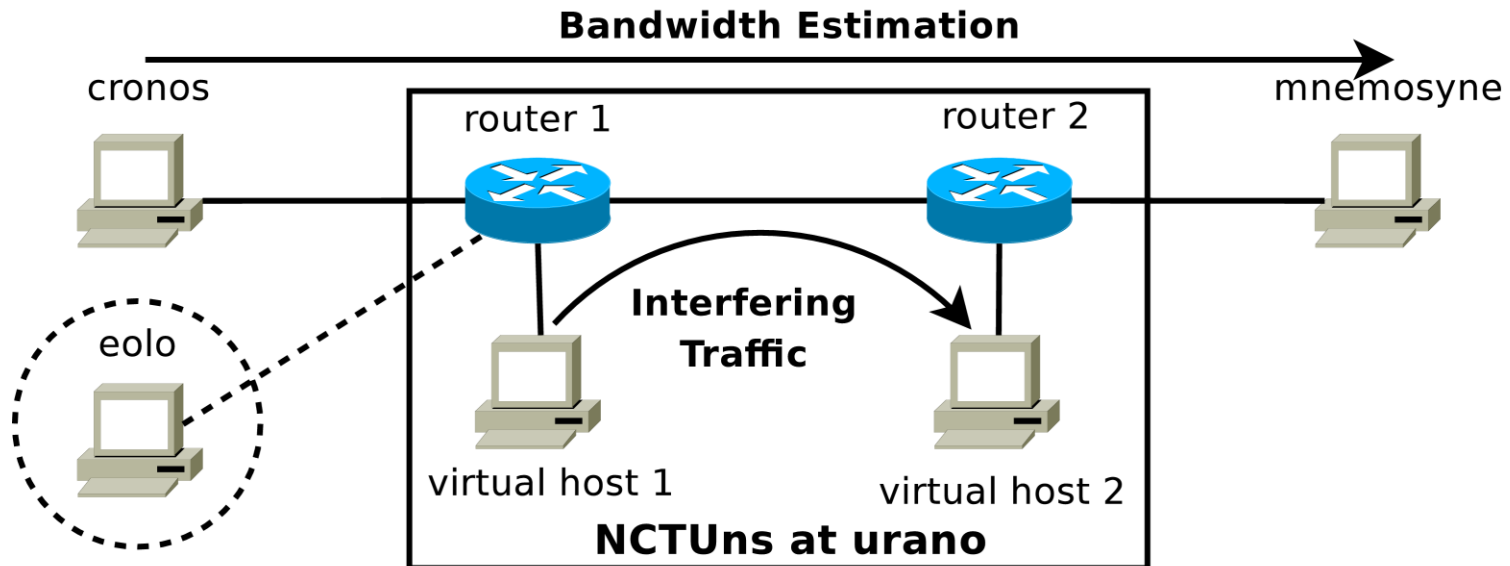 Bandwidth Estimation
cronos
mnemosyne
router 1
router 2
Interfering
Traffic
eolo
virtual host 1
virtual host 2
NCTUns at urano